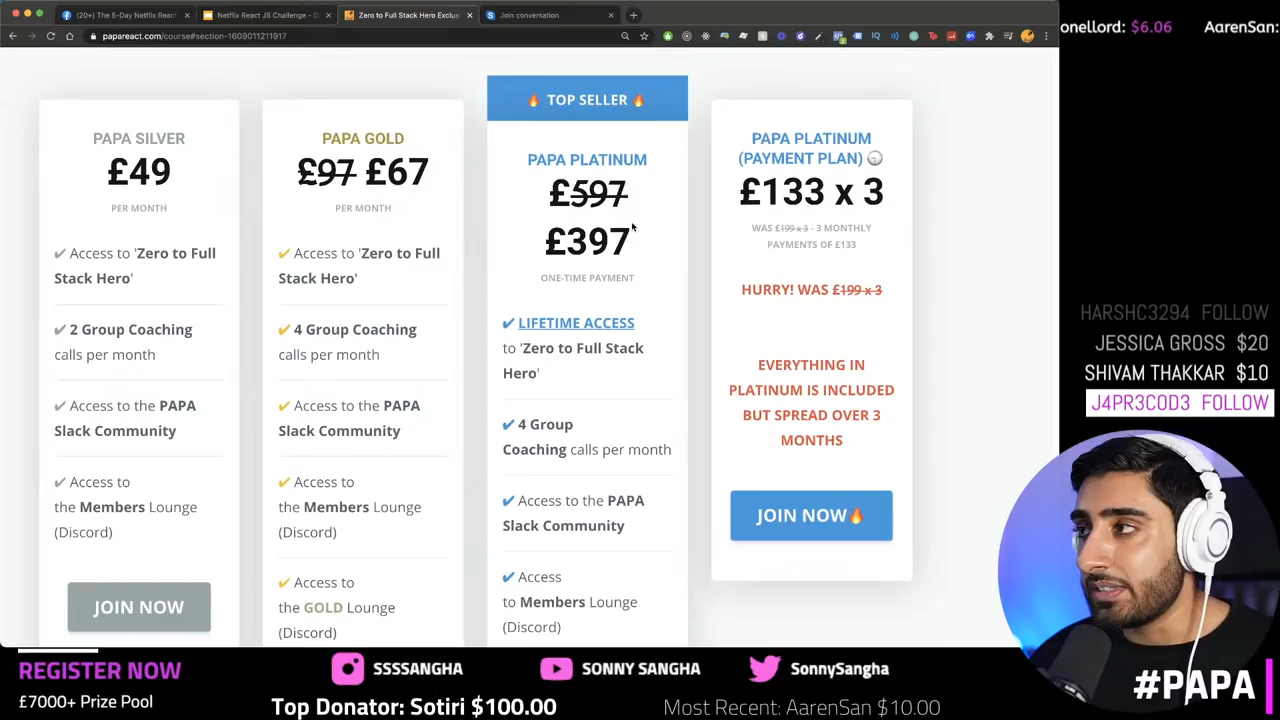 (20+) The 5-Day Netflix React
Netflix React JS Challenge - D
Zero to Full Stack Hero Exclus
Join conversation
papareact.com/course#section-1609011211917
onellord: $6.06 AarenSan:
PAPA SILVER
£49
PER MONTH
✔ Access to 'Zero to Full
Stack Hero'
✔ 2 Group Coaching
calls per month
✔ Access to the PAPA
Slack Community
✔ Access to
the Members Lounge
(Discord)
JOIN NOW
PAPA GOLD
£97 £67
PER MONTH
✔ Access to 'Zero to Full
Stack Hero'
✔ 4 Group Coaching
calls per month
✔ Access to the PAPA
Slack Community
✔ Access to
the Members Lounge
(Discord)
✔ Access to
the GOLD Lounge
(Discord)
🔥 TOP SELLER 🔥
PAPA PLATINUM
£597
£397
ONE-TIME PAYMENT
✔ LIFETIME ACCESS
to 'Zero to Full Stack
Hero'
✔ 4 Group
Coaching calls per month
✔ Access to the PAPA
Slack Community
✔ Access
to Members Lounge
(Discord)
PAPA PLATINUM
(PAYMENT PLAN)
£133 x 3
WAS £199 x 3 - 3 MONTHLY
PAYMENTS OF £133
HURRY! WAS £199 x 3
EVERYTHING IN
PLATINUM IS INCLUDED
BUT SPREAD OVER 3
MONTHS
JOIN NOW🔥
HARSHC3294 FOLLOW
JESSICA GROSS $20
SHIVAM THAKKAR $10
J4PR3C0D3 FOLLOW
REGISTER NOW
£7000+ Prize Pool
SSSSANGHA
SONNY SANGHA
SonnySangha
Top Donator: Sotiri $100.00
Most Recent: AarenSan $10.00
#PAPA